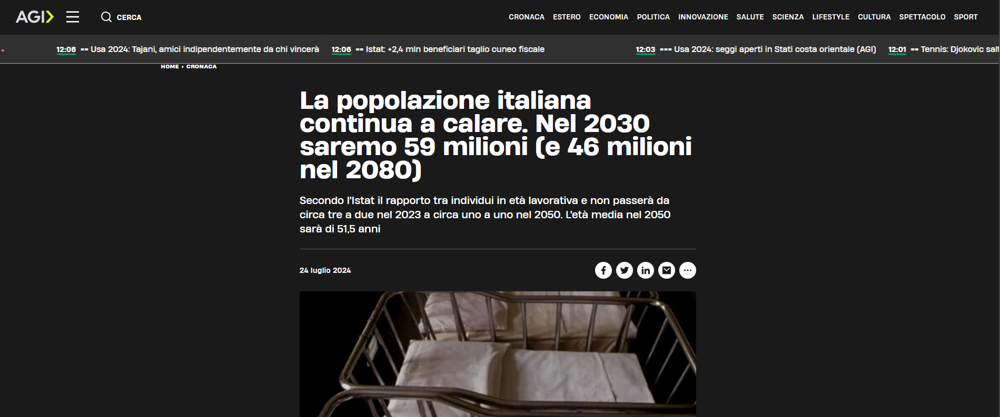 AGI
CERCA
CRONACA ESTERO ECONOMIA POLITICA INNOVAZIONE SALUTE SCIENZA LIFESTYLE CULTURA SPETTACOLO SPORT
12:06 == Usa 2024: Tajani, amici indipendentemente da chi vincerà 12:06 == Istat: +2,4 mln beneficiari taglio cuneo fiscale 12:03 === Usa 2024: seggi aperti in Stati costa orientale (AGI) 12:01 == Tennis: Djokovic salt
HOME › CRONACA
La popolazione italiana
continua a calare. Nel 2030
saremo 59 milioni (e 46 milioni
nel 2080)
Secondo l'Istat il rapporto tra individui in età lavorativa e non passerà da
circa tre a due nel 2023 a circa uno a uno nel 2050. L'età media nel 2050
sarà di 51,5 anni
24 luglio 2024